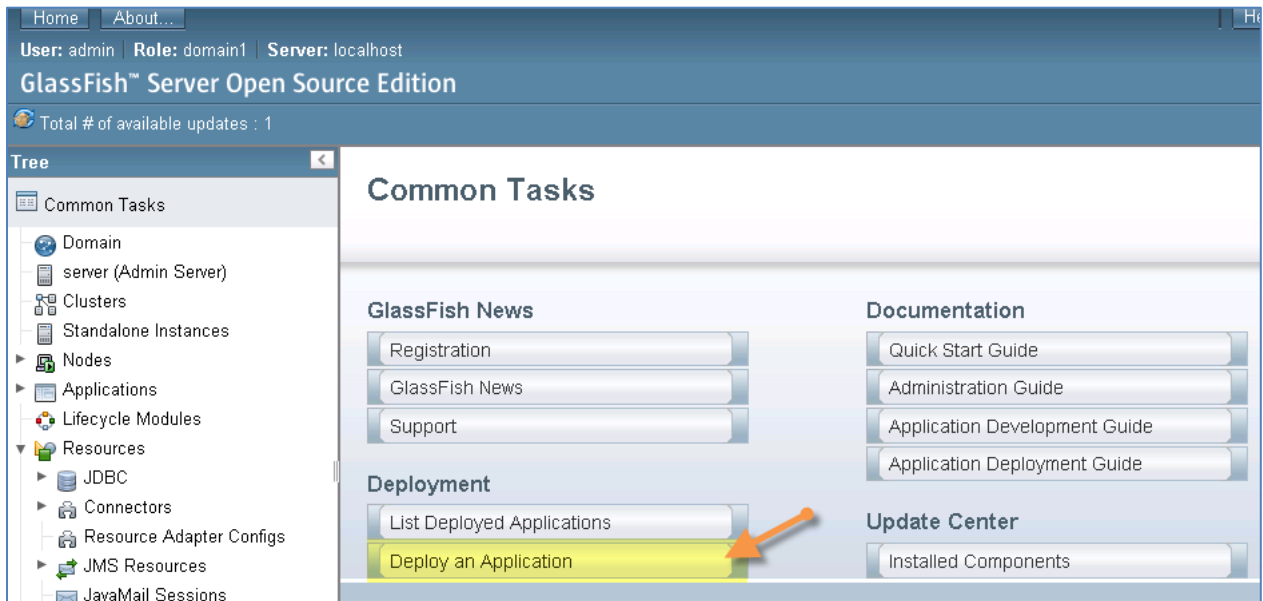 Home About...
User: admin Role: domain1 Server: localhost
GlassFish™ Server Open Source Edition
Total # of available updates : 1
Tree
Common Tasks
Domain
server (Admin Server)
Clusters
Standalone Instances
Nodes
Applications
Lifecycle Modules
Resources
JDBC
Connectors
Resource Adapter Configs
JMS Resources
JavaMail Sessions
Common Tasks
GlassFish News
Registration
GlassFish News
Support
Deployment
List Deployed Applications
Deploy an Application
Documentation
Quick Start Guide
Administration Guide
Application Development Guide
Application Deployment Guide
Update Center
Installed Components